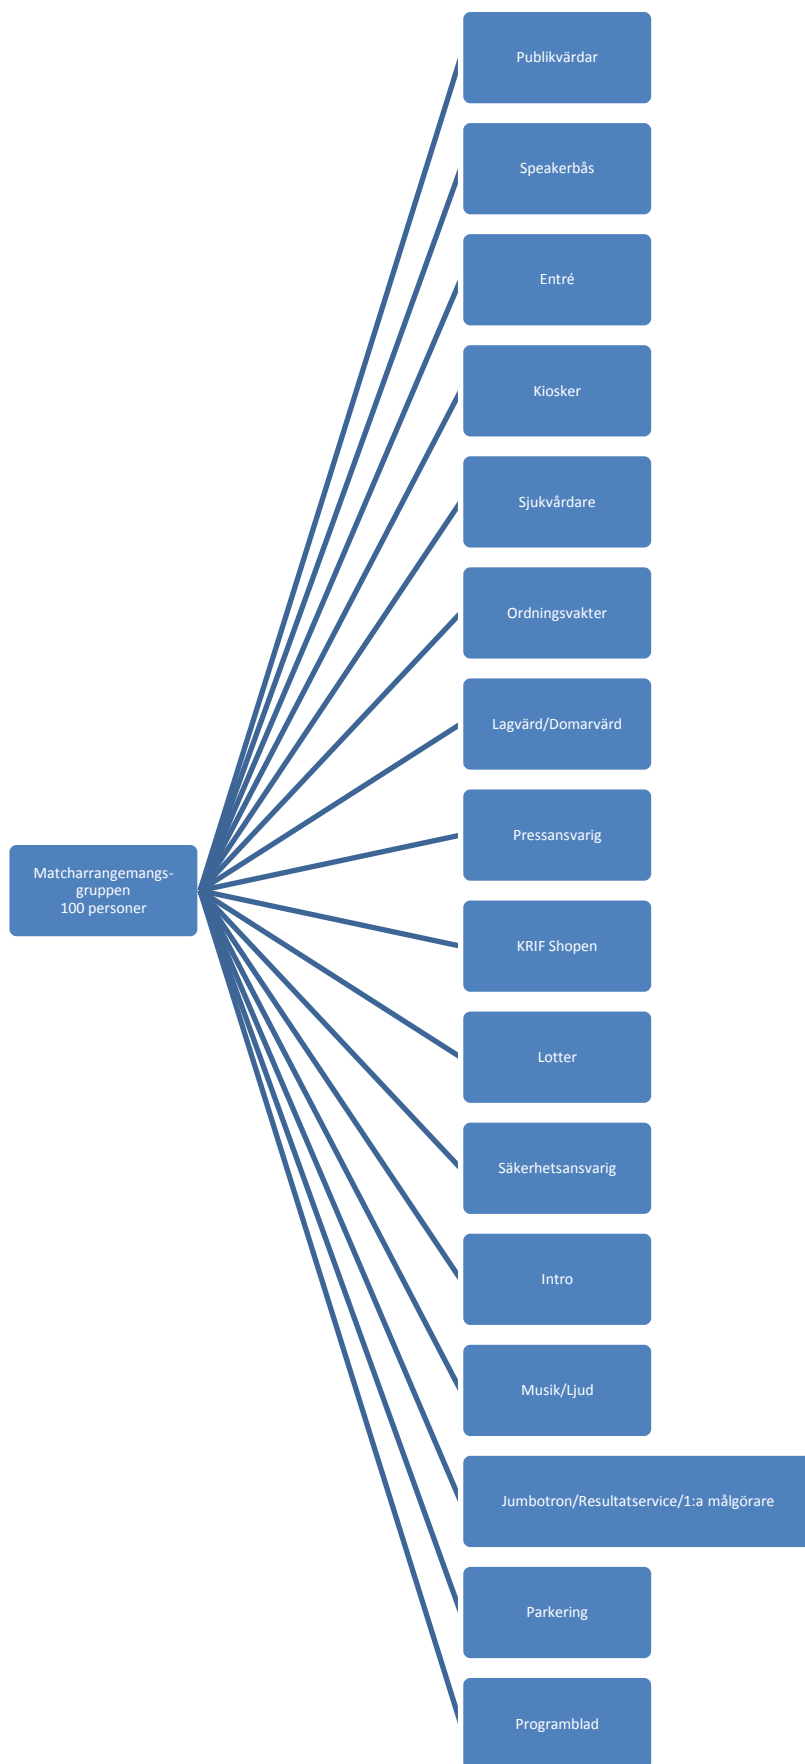 Publikvärdar
Speakerbås
Entré
Kiosker
Sjukvårdare
Ordningsvakter
Lagvärd/Domarvärd
Pressansvarig
Matcharrangemangs-
gruppen
100 personer
KRIF Shopen
Lotter
Säkerhetsansvarig
Intro
Musik/Ljud
Jumbotron/Resultatservice/1:a målgörare
Parkering
Programblad